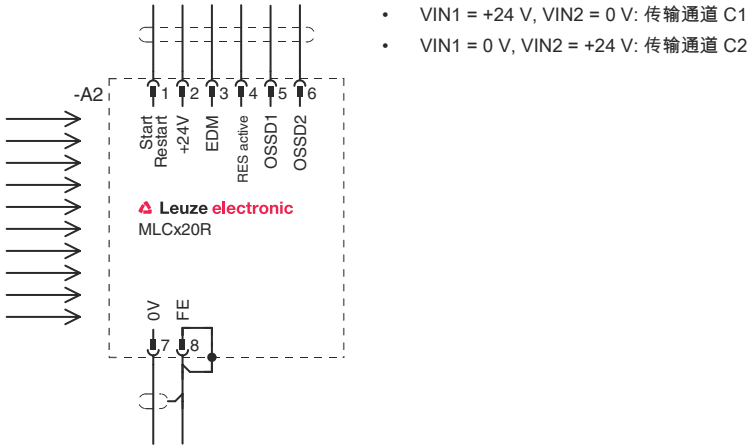 • VIN1 = +24 V, VIN2 = 0 V: 传输通道 C1
• VIN1 = 0 V, VIN2 = +24 V: 传输通道 C2
-A2
1 2 3 4 5 6
Start
Restart
+24V
EDM
RES active
OSSD1
OSSD2
Leuze electronic
MLCx20R
0V
FE
7 8